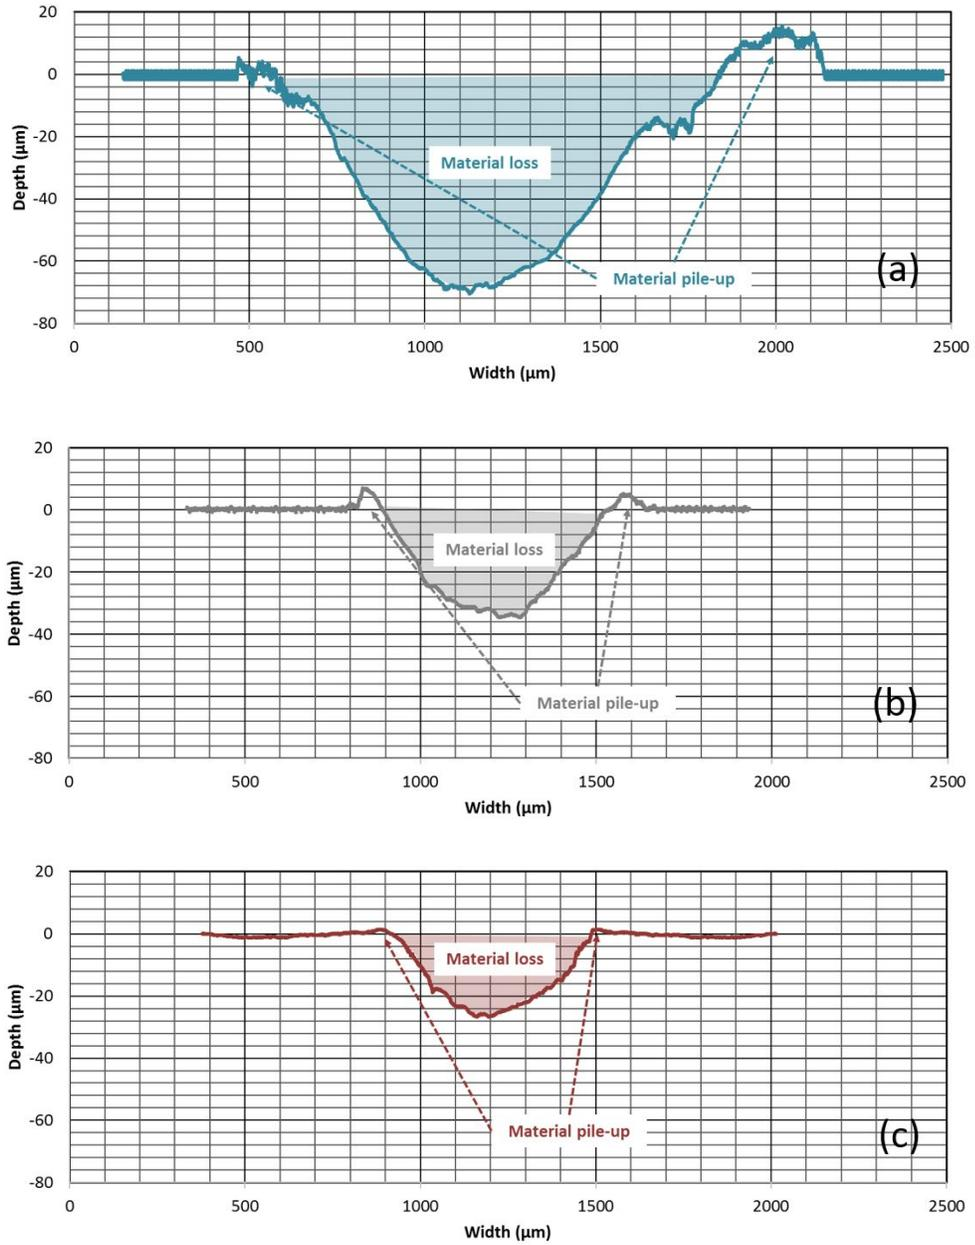 20
0
-20
-40
-60
-80
Depth (µm)
Material loss
Material pile-up
(a)
0 500 1000 1500 2000 2500
Width (µm)
20
0
-20
-40
-60
-80
Depth (µm)
Material loss
Material pile-up
(b)
0 500 1000 1500 2000 2500
Width (µm)
20
0
-20
-40
-60
-80
Depth (µm)
Material loss
Material pile-up
(c)
0 500 1000 1500 2000 2500
Width (µm)